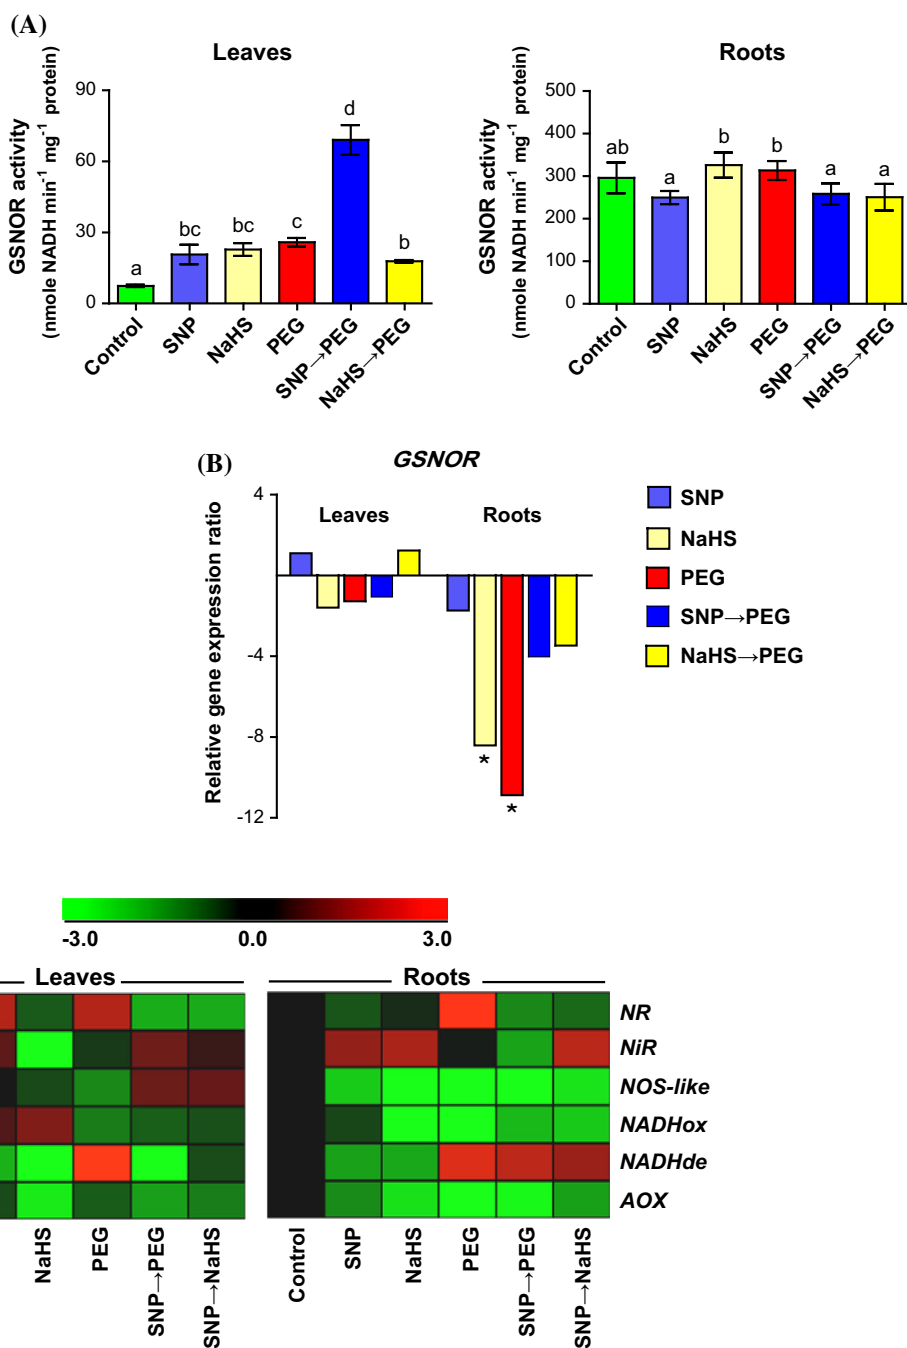 (A)
Leaves
GSNOR activity
(nmole NADH min⁻¹ mg⁻¹ protein)
90
60
30
0
a
bc
bc
c
d
b
Control
SNP
NaHS
PEG
SNP→PEG
NaHS→PEG
Roots
GSNOR activity
(nmole NADH min⁻¹ mg⁻¹ protein)
500
400
300
200
100
0
ab
a
b
b
a
a
Control
SNP
NaHS
PEG
SNP→PEG
NaHS→PEG
(B)
GSNOR
Relative gene expression ratio
4
-4
-8
-12
Leaves
Roots
*
*
SNP
NaHS
PEG
SNP→PEG
NaHS→PEG
-3.0
0.0
3.0
Leaves
Roots
NR
NiR
NOS-like
NADHox
NADHde
AOX
NaHS
PEG
SNP→PEG
SNP→NaHS
Control
SNP
NaHS
PEG
SNP→PEG
SNP→NaHS